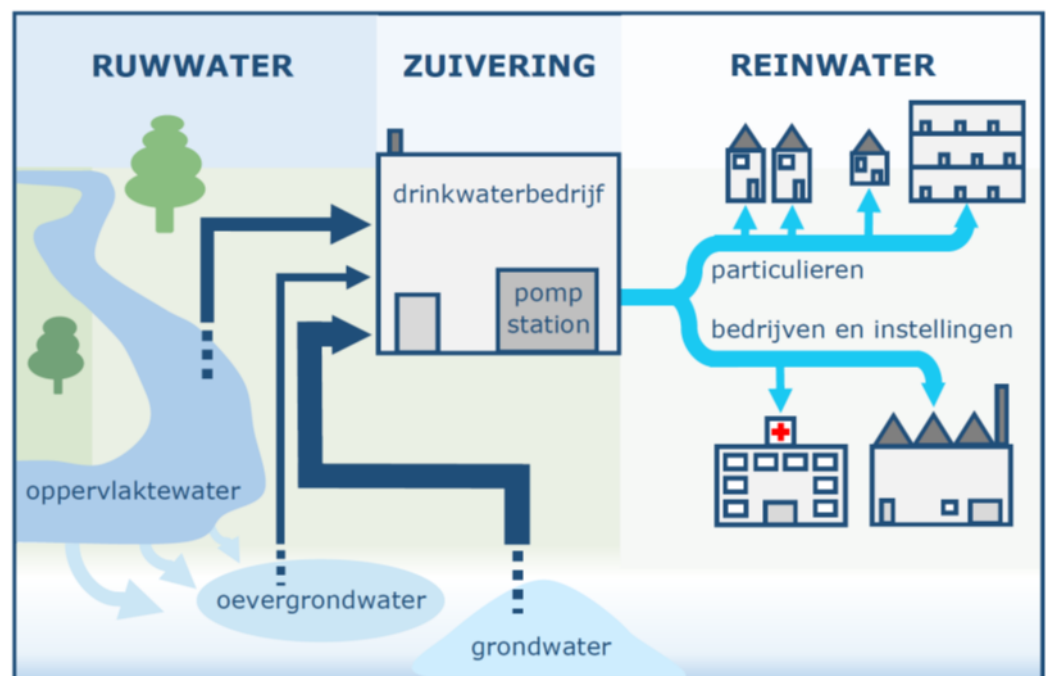 RUWWATER
ZUIVERING
REINWATER
drinkwaterbedrijf
pomp
station
particulieren
bedrijven en instellingen
oppervlaktewater
oevergrondwater
grondwater